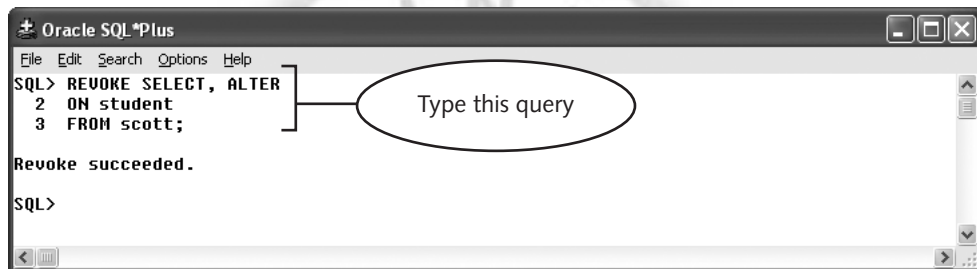 Oracle SQL*Plus
File Edit Search Options Help
SQL> REVOKE SELECT, ALTER
2 ON student
3 FROM scott;
Type this query
Revoke succeeded.
SQL>